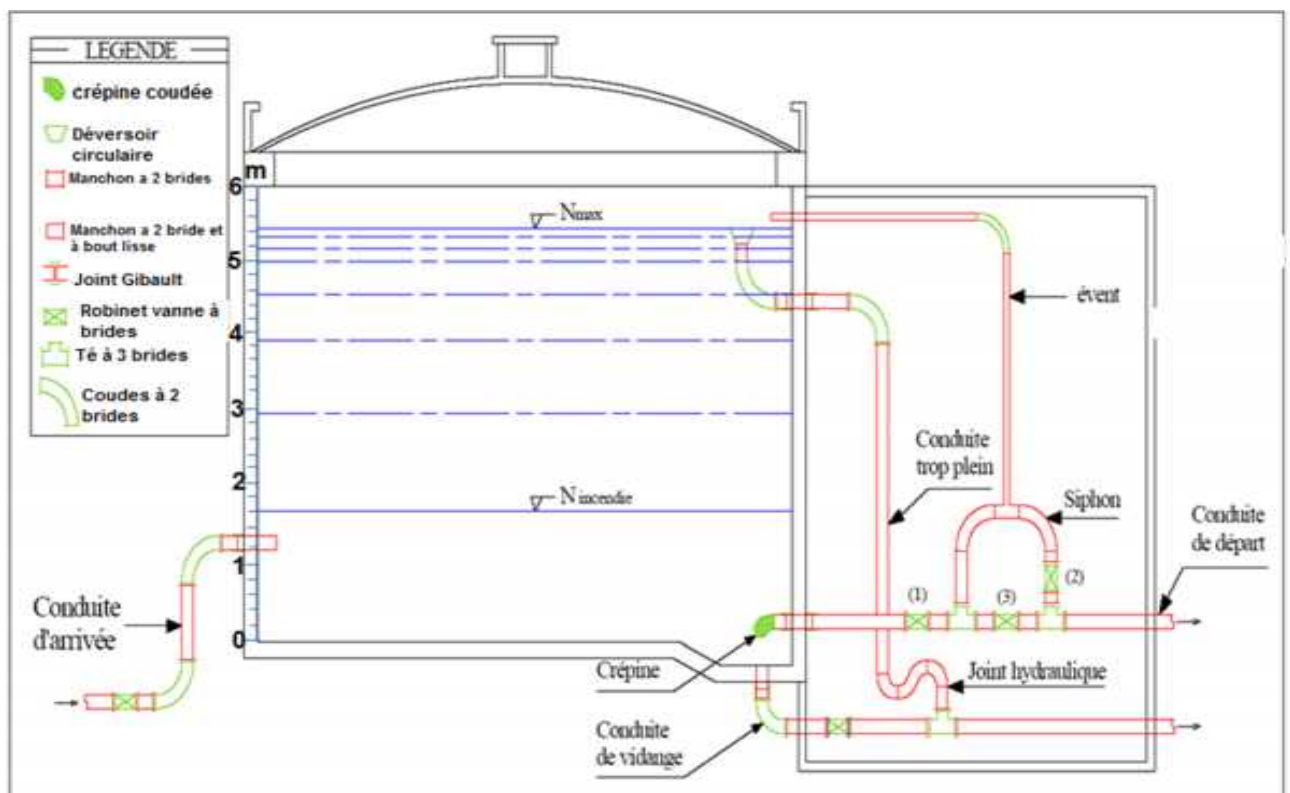 LEGENDE
crépine coudée
Déversoir
circulaire
Manchon a 2 brides
Manchon a 2 bride et
à bout lisse
Joint Gibault
Robinet vanne à
brides
Té à 3 brides
Coudes à 2
brides
m
6
5
4
3
2
1
0
Nmax
N incendie
évent
Conduite
trop plein
Siphon
Conduite
de départ
(1)
(3)
(2)
Conduite
d'arrivée
Crépine
Joint hydraulique
Conduite
de vidange